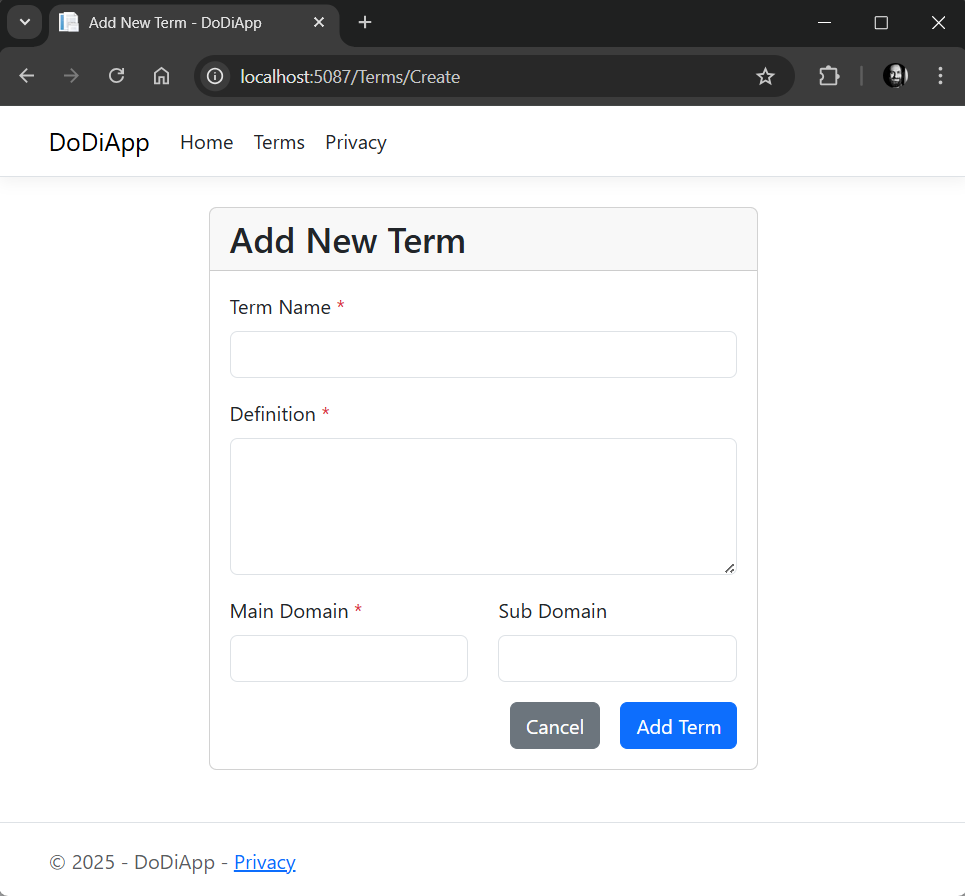 Add New Term - DoDiApp
localhost:5087/Terms/Create
DoDiApp Home Terms Privacy
Add New Term
Term Name *
Definition *
Main Domain * Sub Domain
Cancel Add Term
© 2025 - DoDiApp - Privacy